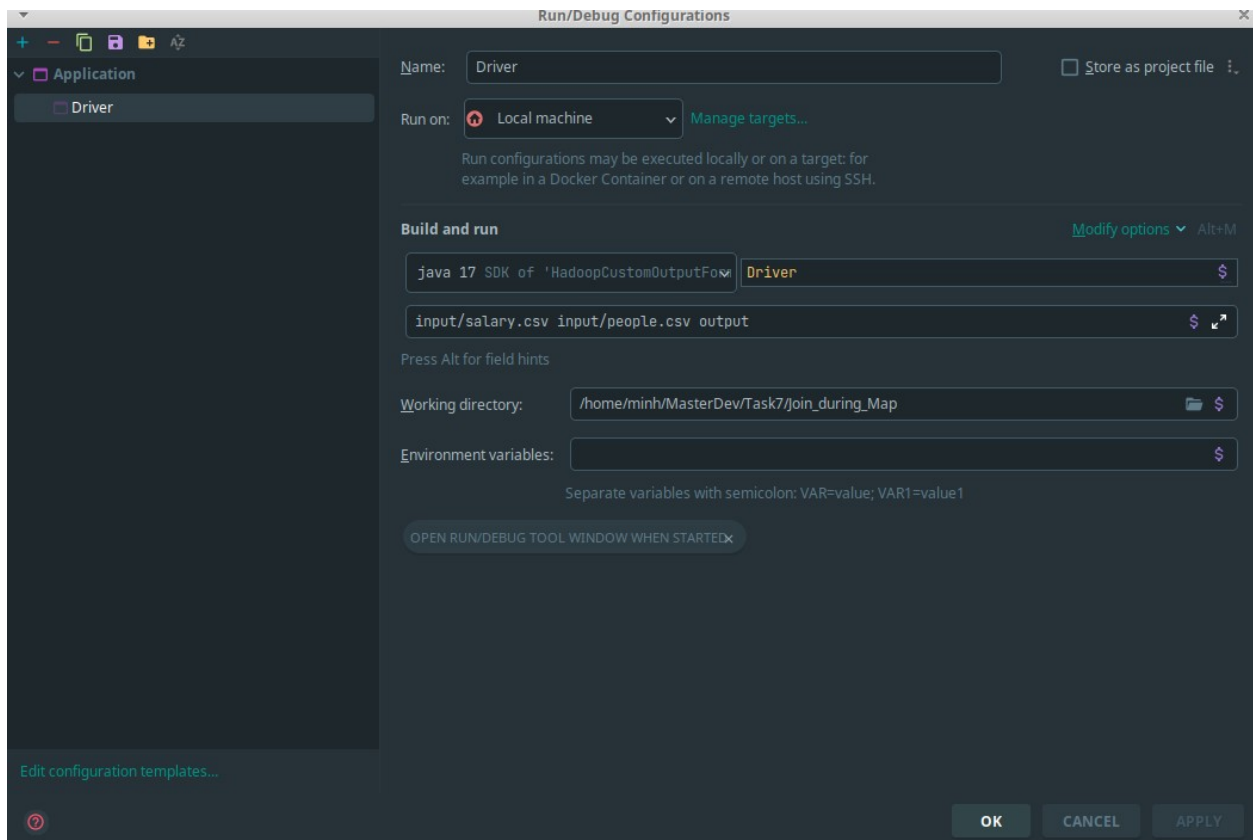 Run/Debug Configurations
Application
Driver
Name: Driver Store as project file
Run on: Local machine Manage targets...
Run configurations may be executed locally or on a target: for
example in a Docker Container or on a remote host using SSH.
Build and run Modify options Alt+M
java 17 SDK of 'HadoopCustomOutputForm Driver
input/salary.csv input/people.csv output
Press Alt for field hints
Working directory: /home/minh/MasterDev/Task7/Join_during_Map
Environment variables:
Separate variables with semicolon: VAR=value; VAR1=value1
OPEN RUN/DEBUG TOOL WINDOW WHEN STARTED
Edit configuration templates...
OK CANCEL APPLY